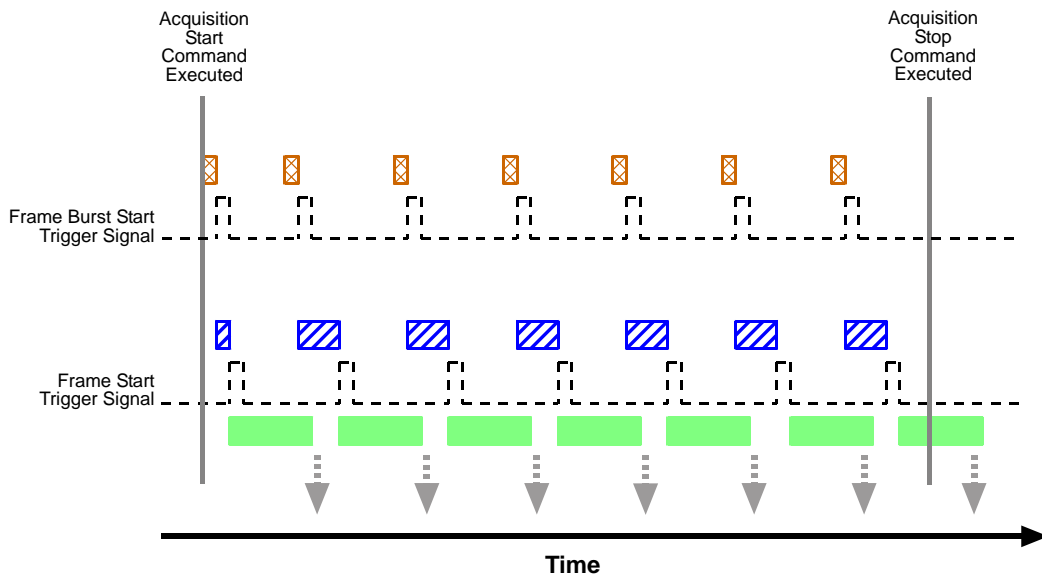 Acquisition
Start
Command
Executed
Acquisition
Stop
Command
Executed
Frame Burst Start
Trigger Signal
Frame Start
Trigger Signal
Time